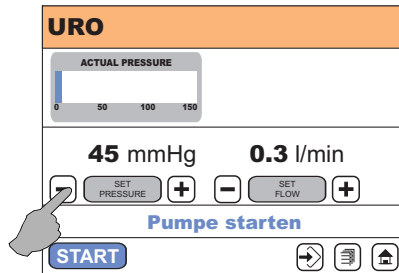 URO
ACTUAL PRESSURE
0 50 100 150
45 mmHg 0.3 l/min
- SET PRESSURE + - SET FLOW +
Pumpe starten
START